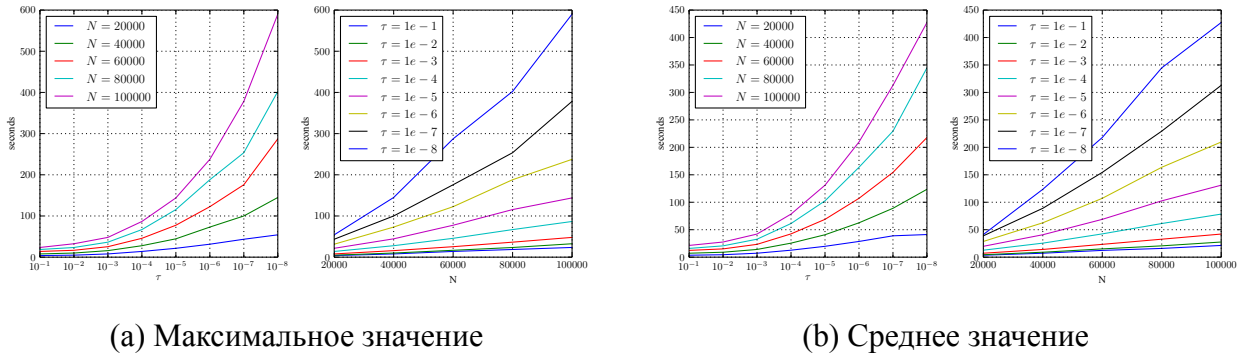 600
500
400
300
200
100
0
seconds
N = 20000
N = 40000
N = 60000
N = 80000
N = 100000
10⁻¹ 10⁻² 10⁻³ 10⁻⁴ 10⁻⁵ 10⁻⁶ 10⁻⁷ 10⁻⁸
τ
600
500
400
300
200
100
0
seconds
τ = 1e − 1
τ = 1e − 2
τ = 1e − 3
τ = 1e − 4
τ = 1e − 5
τ = 1e − 6
τ = 1e − 7
τ = 1e − 8
20000 40000 60000 80000 100000
N
(a) Максимальное значение
450
400
350
300
250
200
150
100
50
0
seconds
N = 20000
N = 40000
N = 60000
N = 80000
N = 100000
10⁻¹ 10⁻² 10⁻³ 10⁻⁴ 10⁻⁵ 10⁻⁶ 10⁻⁷ 10⁻⁸
τ
450
400
350
300
250
200
150
100
50
0
seconds
τ = 1e − 1
τ = 1e − 2
τ = 1e − 3
τ = 1e − 4
τ = 1e − 5
τ = 1e − 6
τ = 1e − 7
τ = 1e − 8
20000 40000 60000 80000 100000
N
(b) Среднее значение